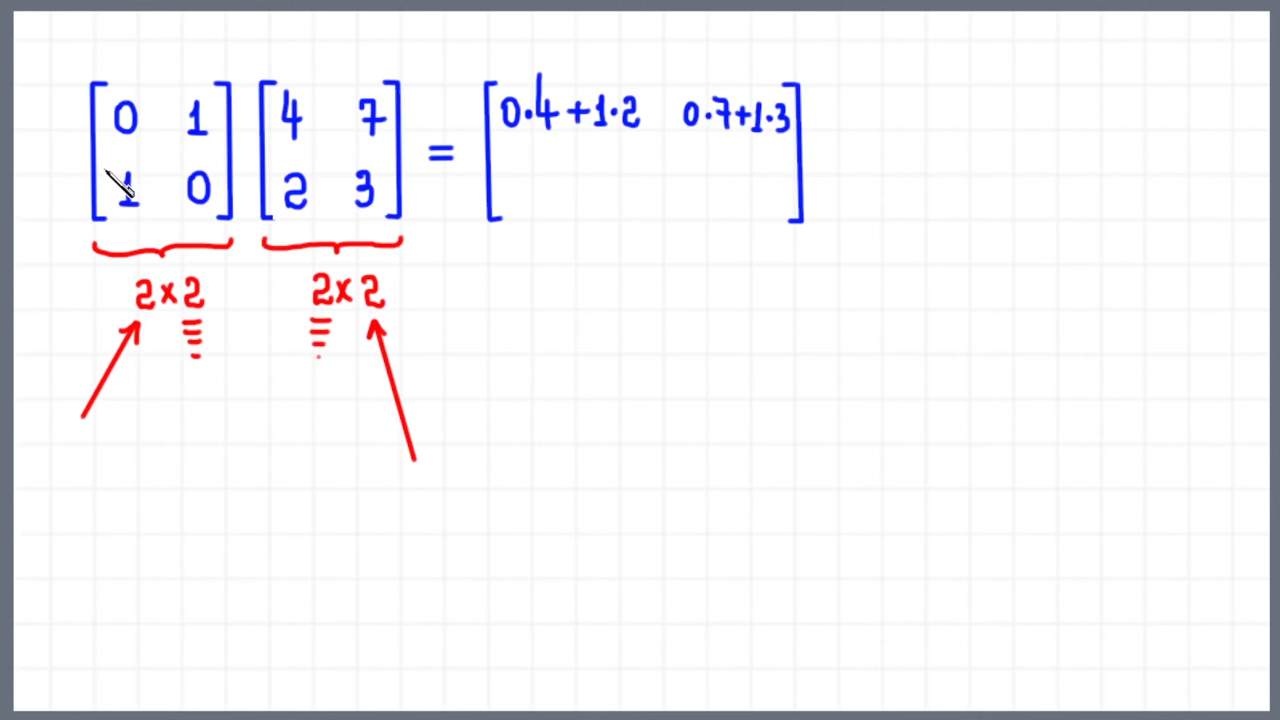 [0 1] [4 7] = [0·4+1·2 0·7+1·3]
[1 0] [2 3]
2×2 2×2